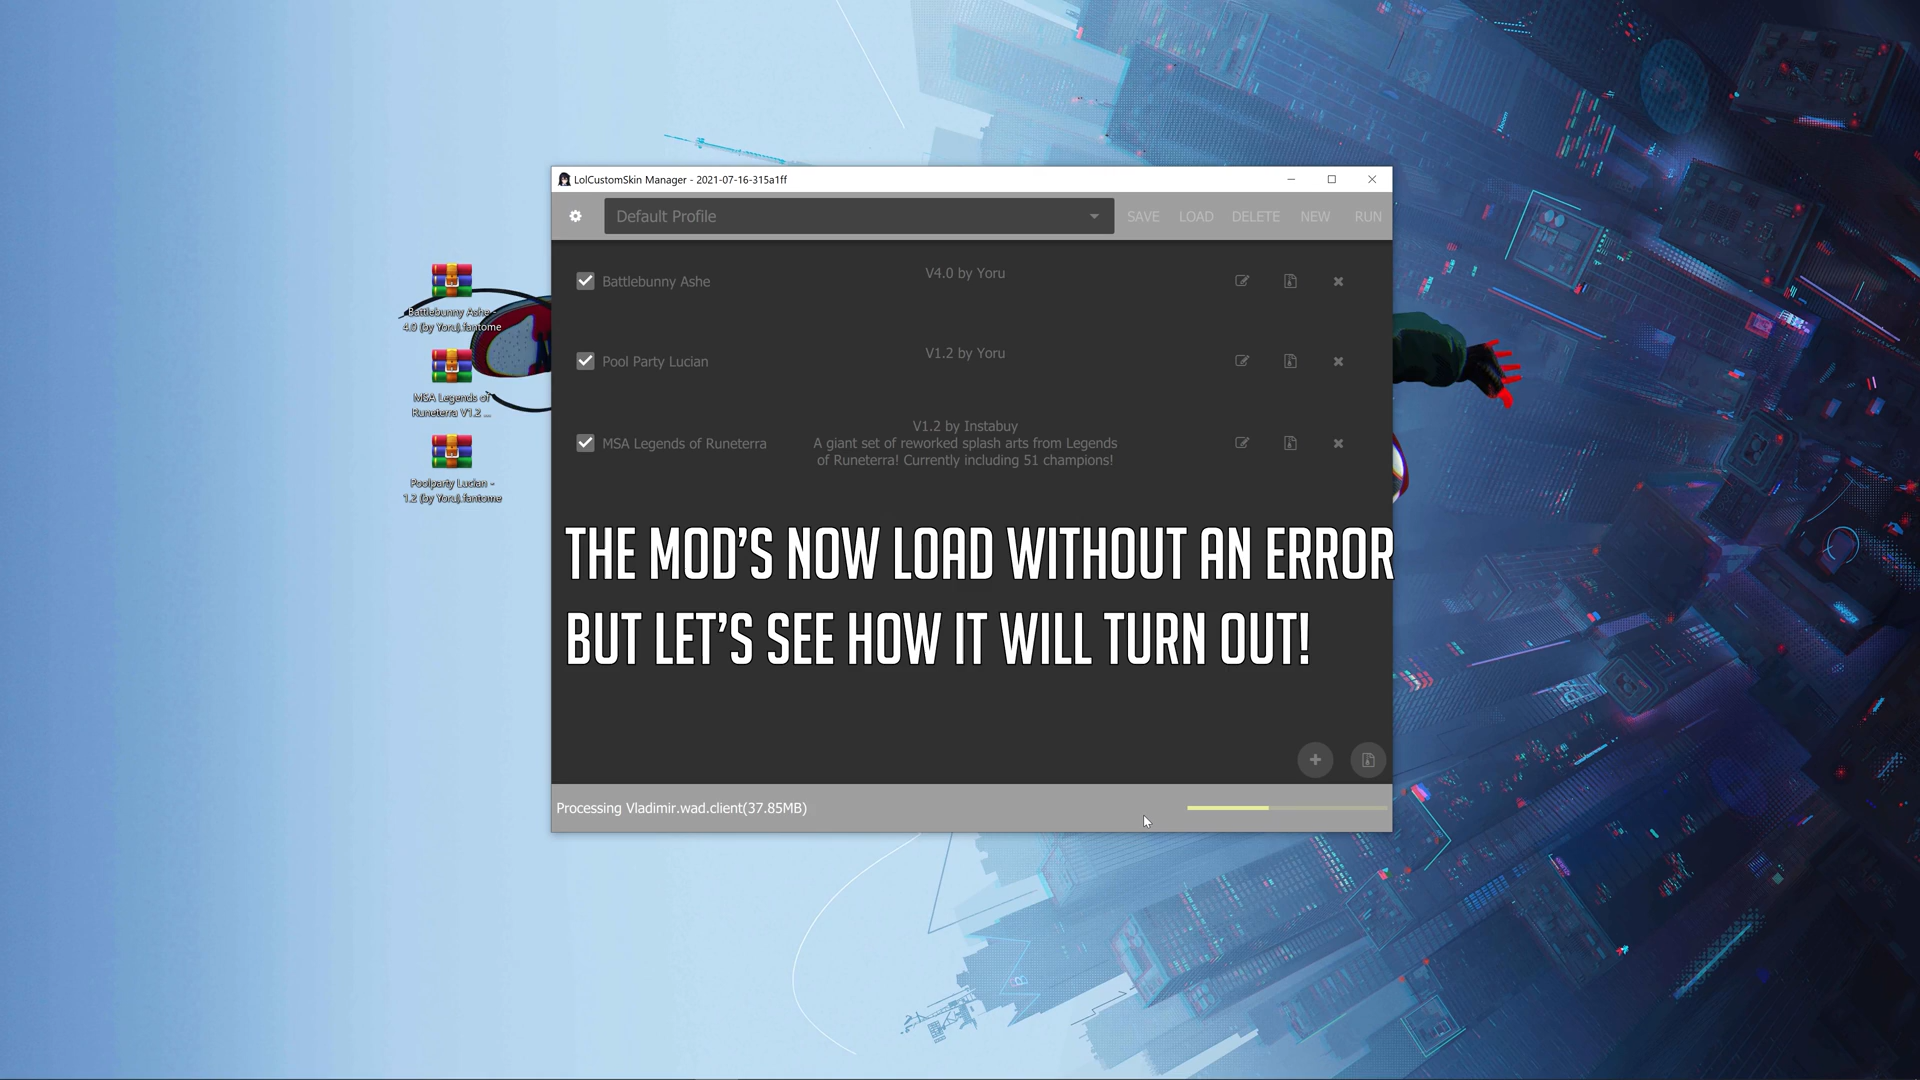 LolCustomSkin Manager - 2021-07-16-315a1ff
Default Profile
SAVE
LOAD
DELETE
NEW
RUN
Battlebunny Ashe
V4.0 by Yoru
Pool Party Lucian
V1.2 by Yoru
MSA Legends of Runeterra
V1.2 by Instabuy
A giant set of reworked splash arts from Legends
of Runeterra! Currently including 51 champions!
Battlebunny Ashe -
4.0 (by Yoru).fantome
MSA Legends of
Runeterra V1.2 ...
Poolparty Lucian -
1.2 (by Yoru).fantome
THE MOD'S NOW LOAD WITHOUT AN ERROR
BUT LET'S SEE HOW IT WILL TURN OUT!
Processing Vladimir.wad.client(37.85MB)